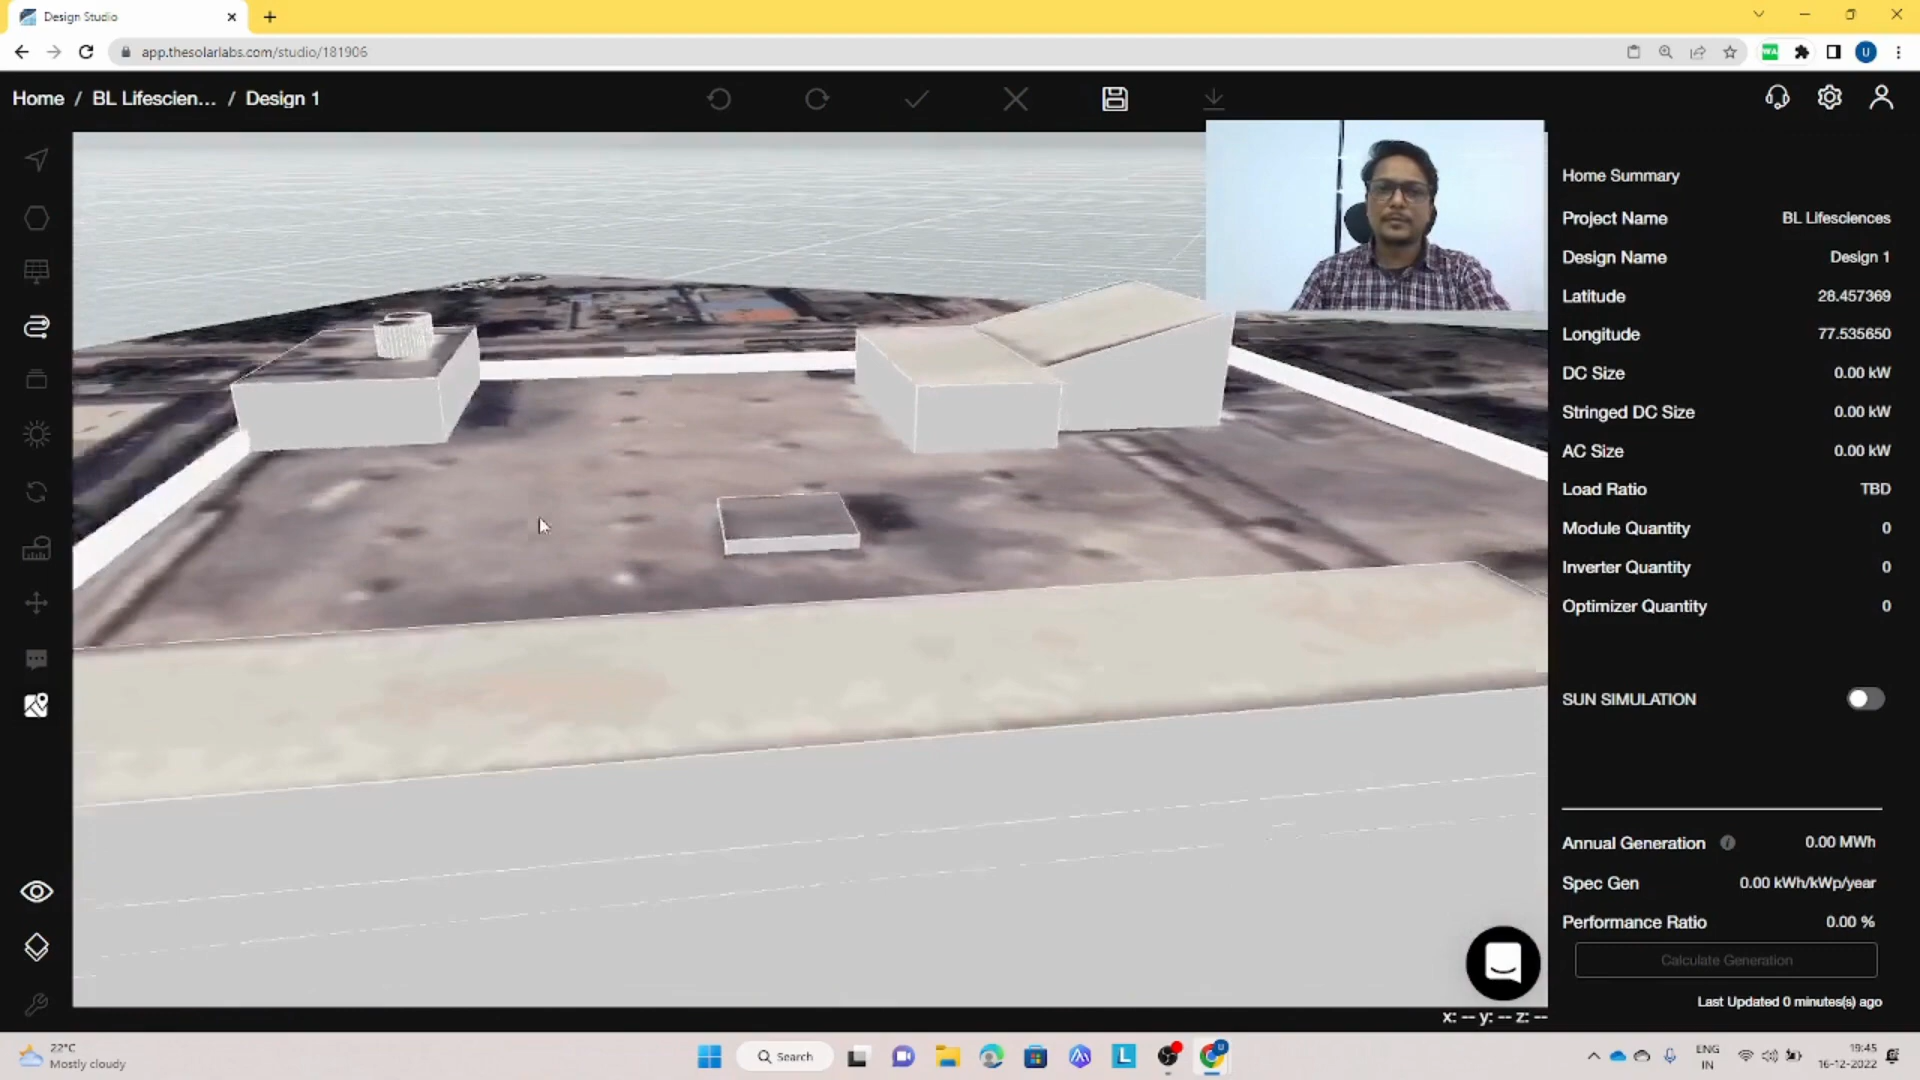 Design Studio
app.thesolarlabs.com/studio/181906
WA
U
Home / BL Lifescien... / Design 1
Home Summary
Project Name BL Lifesciences
Design Name Design 1
Latitude 28.457369
Longitude 77.535650
DC Size 0.00 kW
Stringed DC Size 0.00 kW
AC Size 0.00 kW
Load Ratio TBD
Module Quantity 0
Inverter Quantity 0
Optimizer Quantity 0
SUN SIMULATION
Annual Generation 0.00 MWh
Spec Gen 0.00 kWh/kWp/year
Performance Ratio 0.00 %
Calculate Generation
Last Updated 0 minutes(s) ago
x: -- y: -- z: --
22°C
Mostly cloudy
Search
L
U
ENG
IN
19:45
16-12-2022